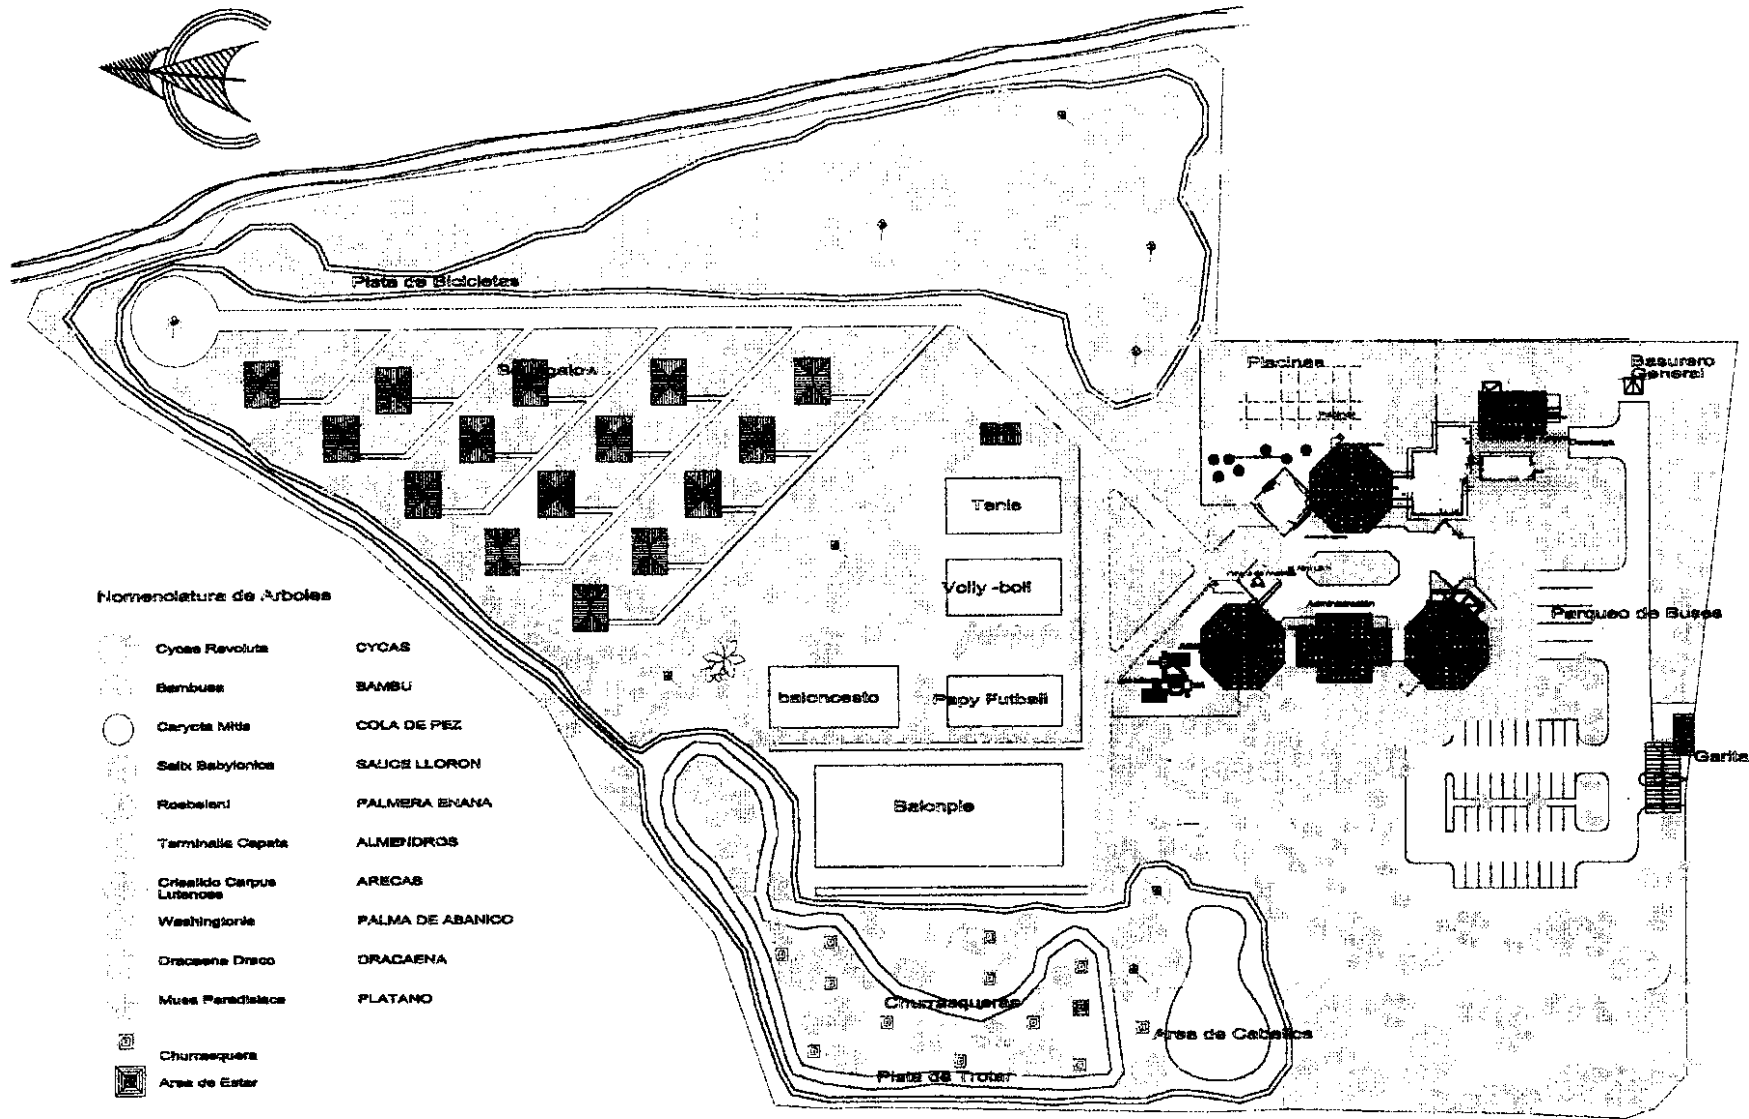 Pista de Bicicletas
Piscinas
Basurero
General
Tenis
Volly -boll
Nomenclatura de Arboles
Administración
Parqueo de Buses
Cycas Revoluta CYCAS
Bambusa BAMBU
baloncesto
Papy Futball
Caryota Mitis COLA DE PEZ
Garita
Salix Babylonica SAUCE LLORON
Roebeleni PALMERA ENANA
Balonpie
Terminalia Capata ALMENDROS
Crisalido Carpus ARECAS
Lutenoss
Washingtonia PALMA DE ABANICO
Dracaena Draco DRACAENA
Musa Paradisiaca PLATANO
Churrasqueras
Area de Caballos
Churrasquera
Pista de Trotar
Area de Estar